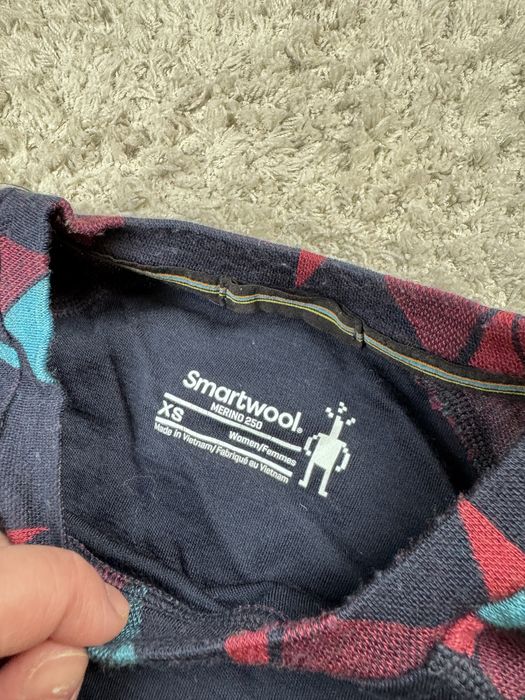 Smartwool®
MERINO 250
XS
Women/Femmes
Made in Vietnam/Fabriqué au Vietnam